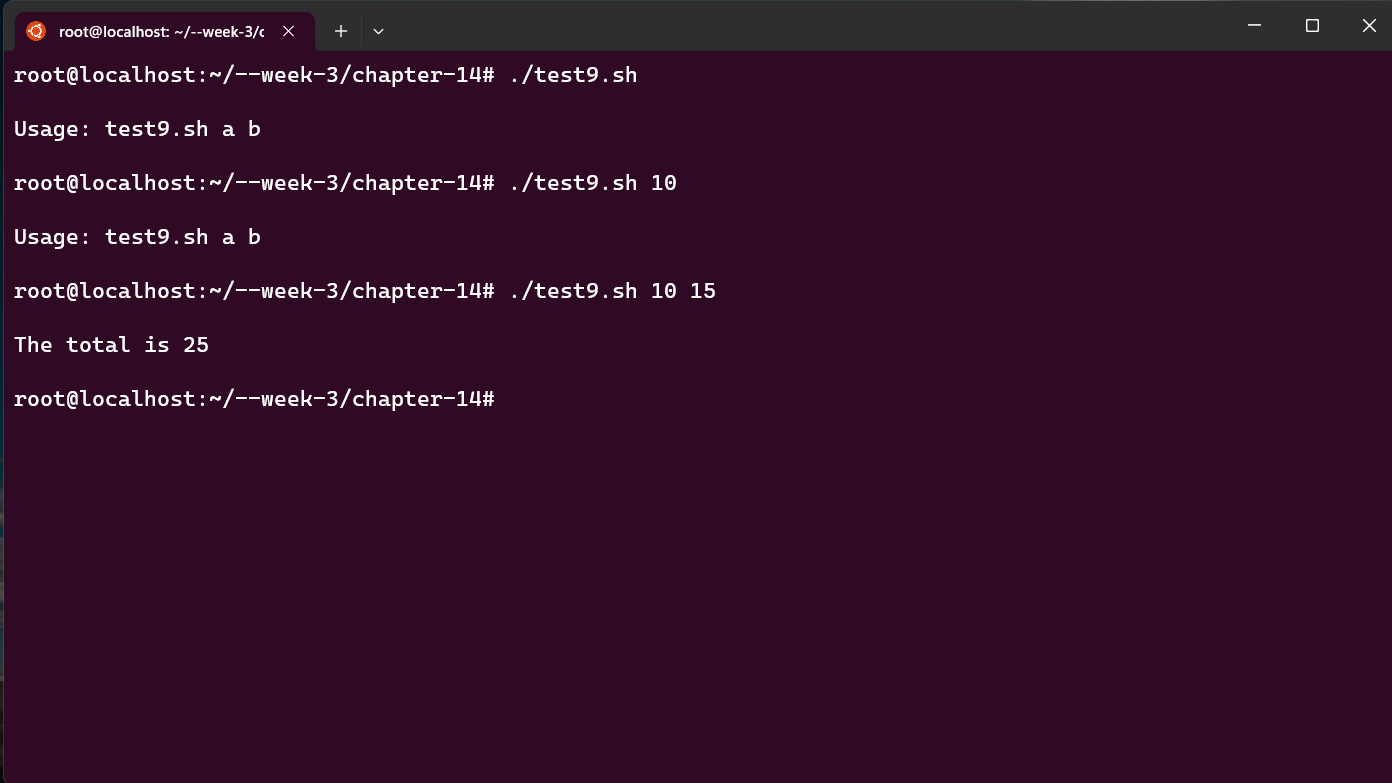 root@localhost: ~/--week-3/c
root@localhost:~/--week-3/chapter-14# ./test9.sh
Usage: test9.sh a b
root@localhost:~/--week-3/chapter-14# ./test9.sh 10
Usage: test9.sh a b
root@localhost:~/--week-3/chapter-14# ./test9.sh 10 15
The total is 25
root@localhost:~/--week-3/chapter-14#